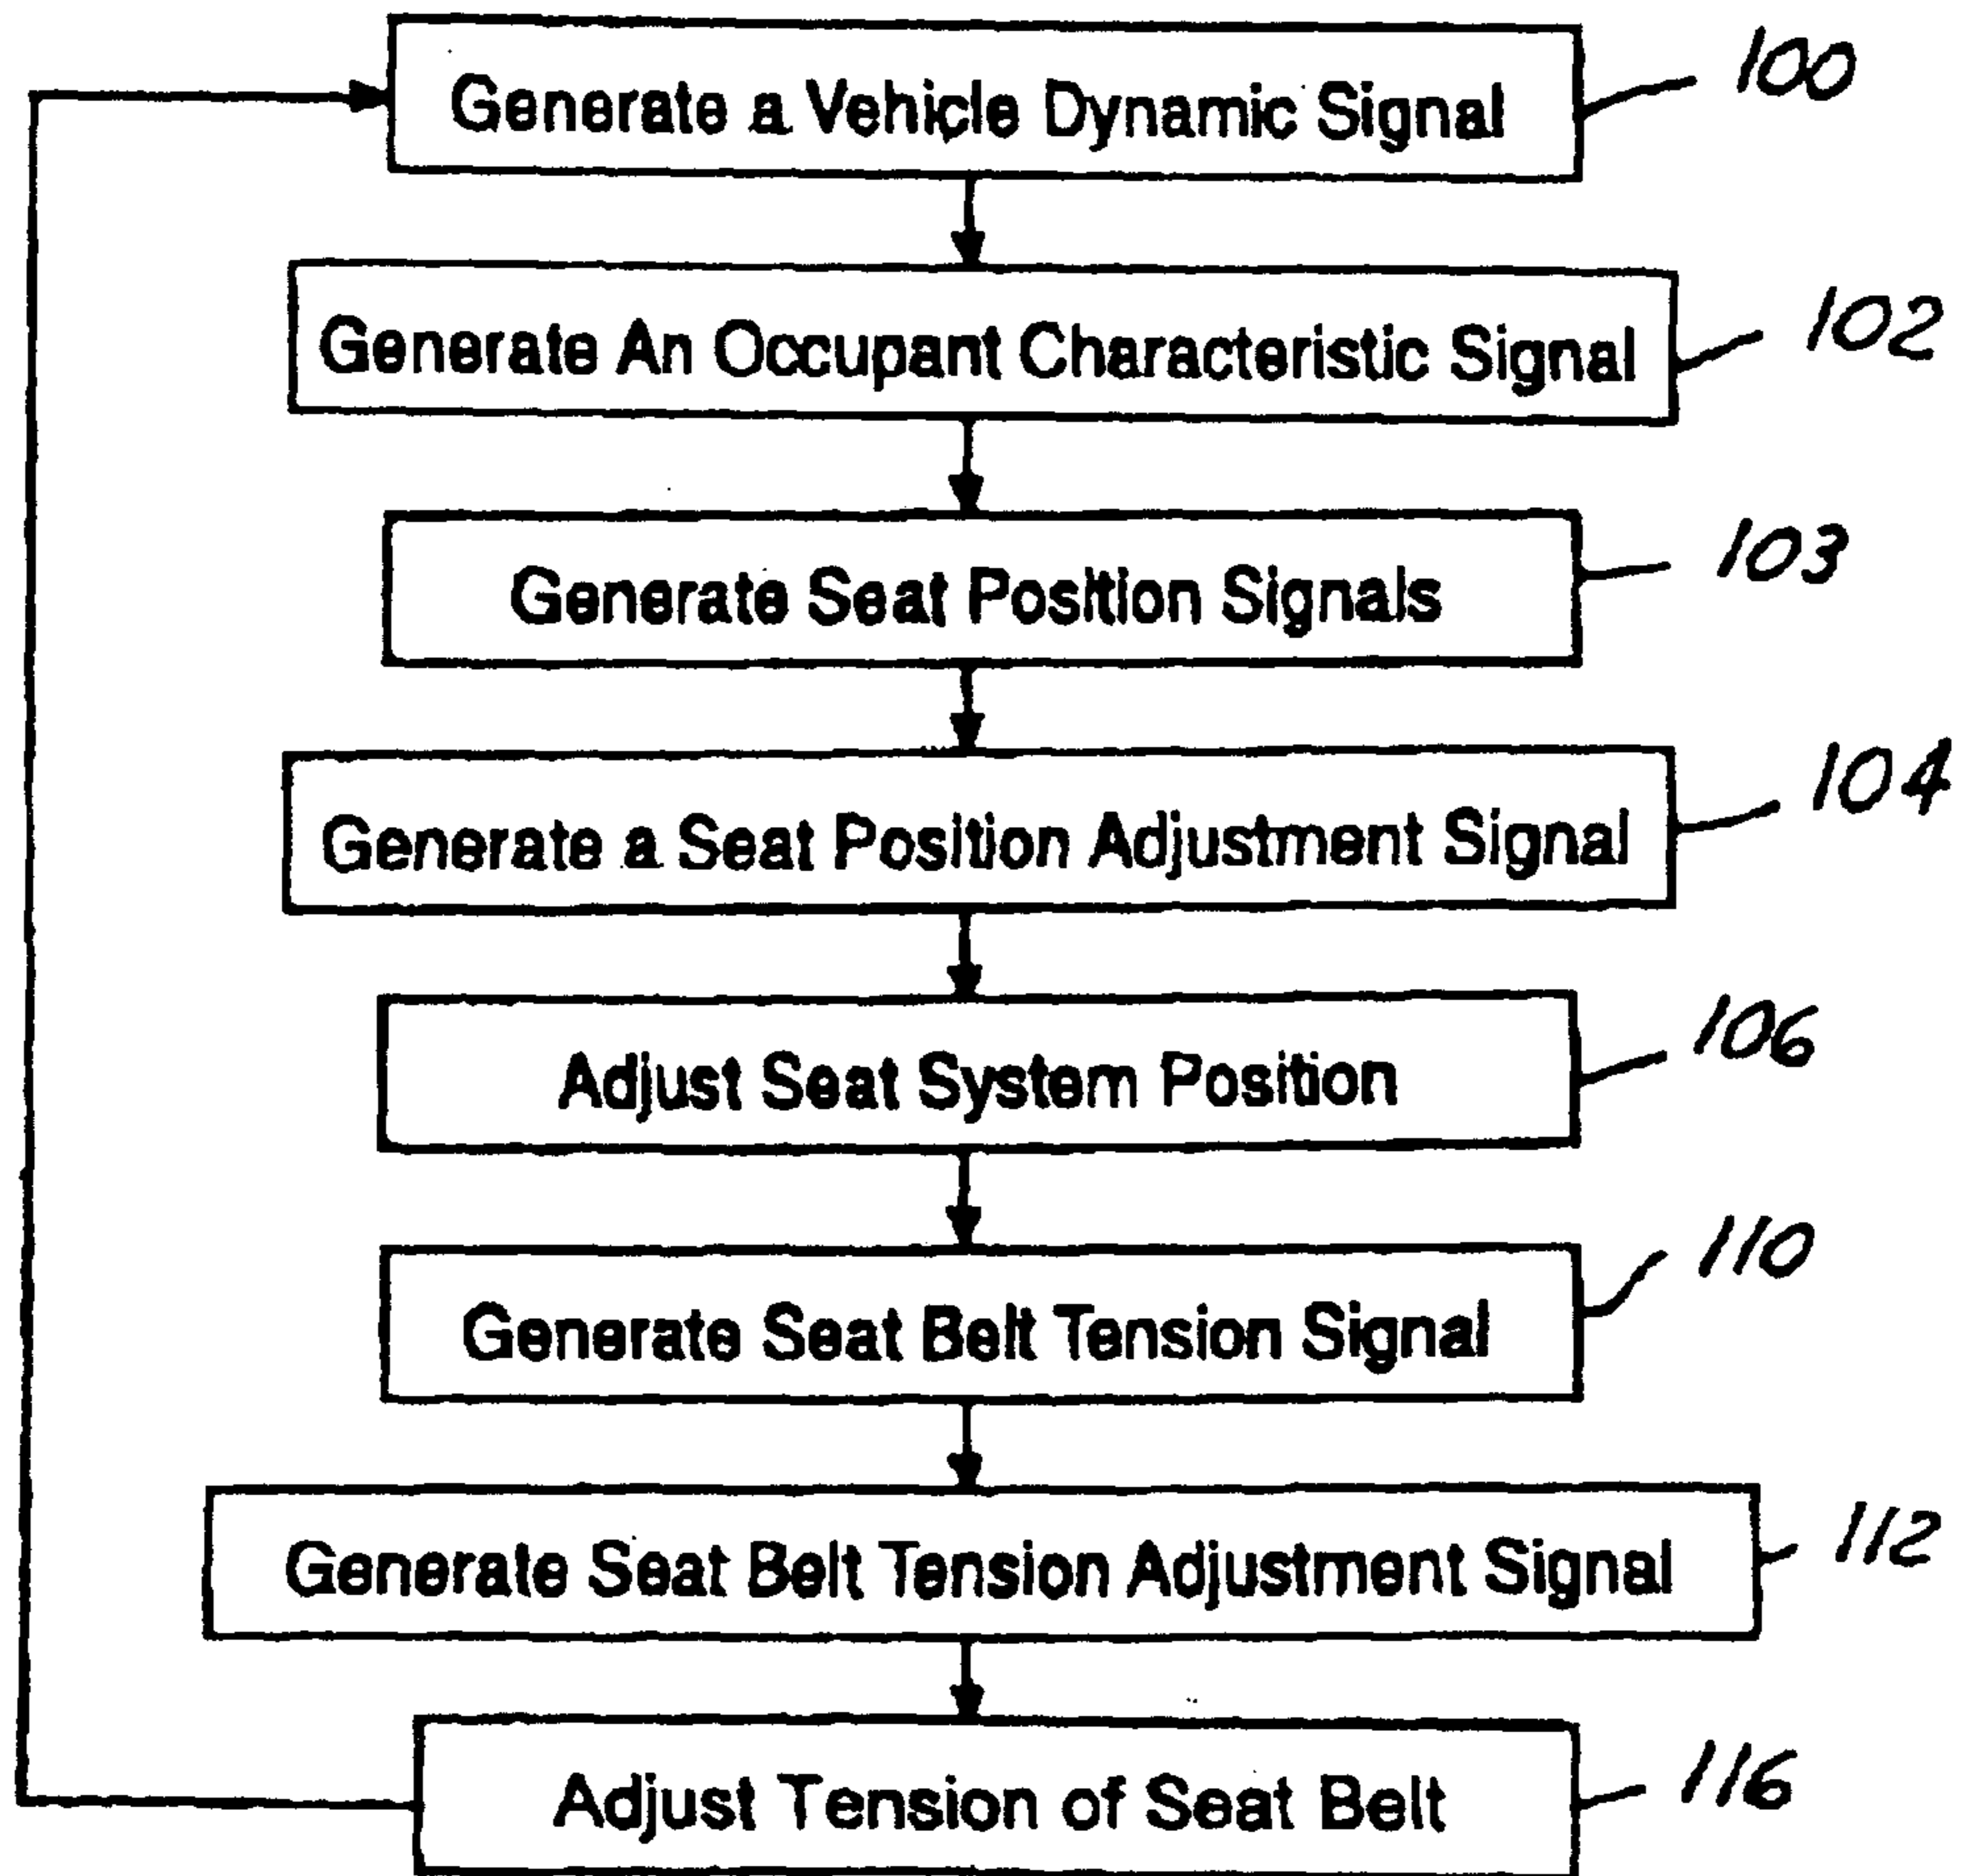 Generate a Vehicle Dynamic Signal
100
Generate An Occupant Characteristic Signal
102
Generate Seat Position Signals
103
Generate a Seat Position Adjustment Signal
104
Adjust Seat System Position
106
Generate Seat Belt Tension Signal
110
Generate Seat Belt Tension Adjustment Signal
112
Adjust Tension of Seat Belt
116